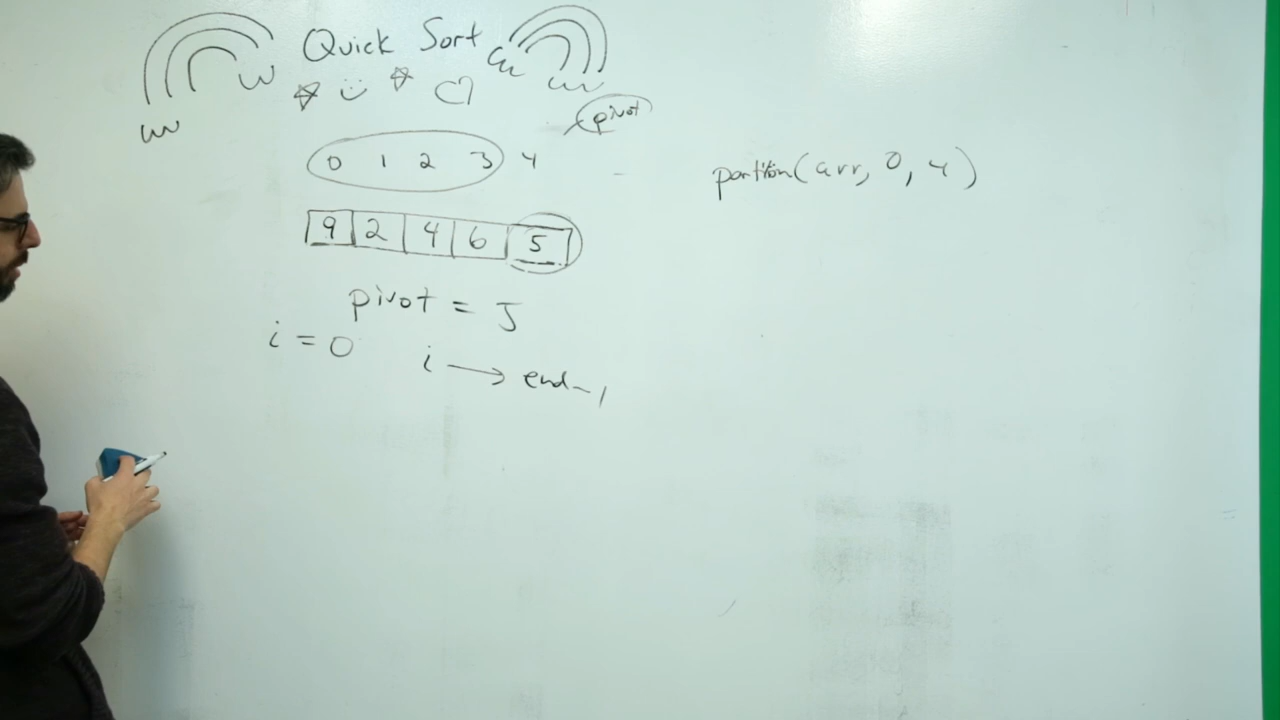 Quick Sort
pivot
0 1 2 3 4
partition(arr, 0, 4)
9 2 4 6 5
pivot = 5
i = 0
i → end-1